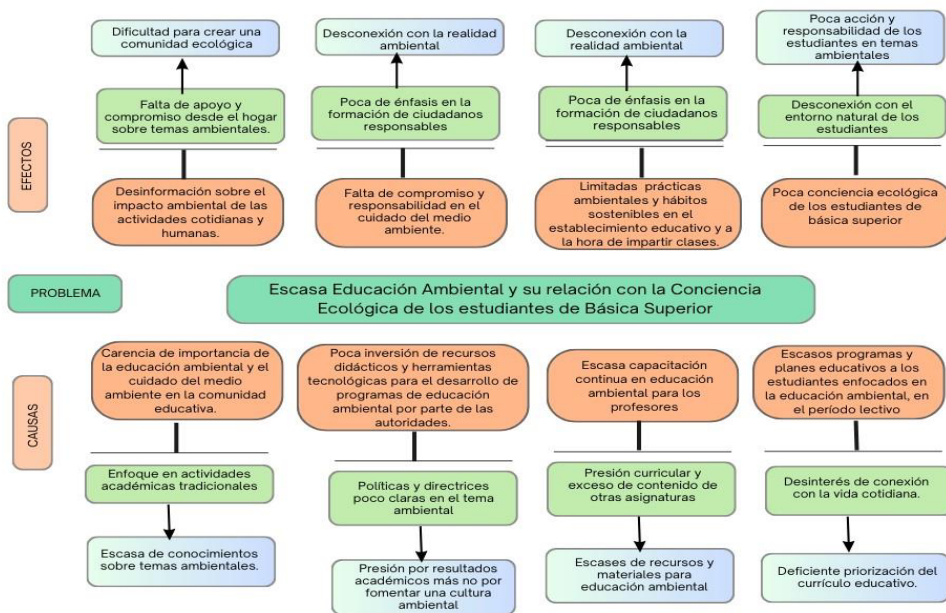 Dificultad para crear una
comunidad ecológica
Desconexión con la realidad
ambiental
Desconexión con la
realidad ambiental
Poca acción y
responsabilidad de los
estudiantes en temas
ambientales
Falta de apoyo y
compromiso desde el hogar
sobre temas ambientales.
Poca de énfasis en la
formación de ciudadanos
responsables
Poca de énfasis en la
formación de ciudadanos
responsables
Desconexión con el
entorno natural de los
estudiantes
EFECTOS
Desinformación sobre el
impacto ambiental de
las actividades cotidianas y
humanas.
Falta de compromiso y
responsabilidad en el
cuidado del medio
ambiente.
Limitadas prácticas
ambientales y hábitos
sostenibles en el
establecimiento educativo y a
la hora de impartir clases.
Poca conciencia ecológica
de los estudiantes de
básica superior
PROBLEMA
Escasa Educación Ambiental y su relación con la Conciencia
Ecológica de los estudiantes de Básica Superior
CAUSAS
Carencia de importancia de
la educación ambiental y el
cuidado del medio
ambiente en la comunidad
educativa.
Poca inversión de recursos
didácticos y herramientas
tecnológicas para el desarrollo de
programas de educación
ambiental por parte de las
autoridades.
Escasa capacitación
continua en educación
ambiental para los
profesores
Escasos programas y
planes educativos a los
estudiantes enfocados en
la educación ambiental, en
el período lectivo
Enfoque en actividades
académicas tradicionales
Políticas y directrices
poco claras en el tema
ambiental
Presión curricular y
exceso de contenido de
otras asignaturas
Desinterés de conexión
con la vida cotidiana.
Escasa de conocimientos
sobre temas ambientales.
Presión por resultados
académicos más no por
fomentar una cultura
ambiental
Escases de recursos y
materiales para
educación ambiental
Deficiente priorización del
currículo educativo.